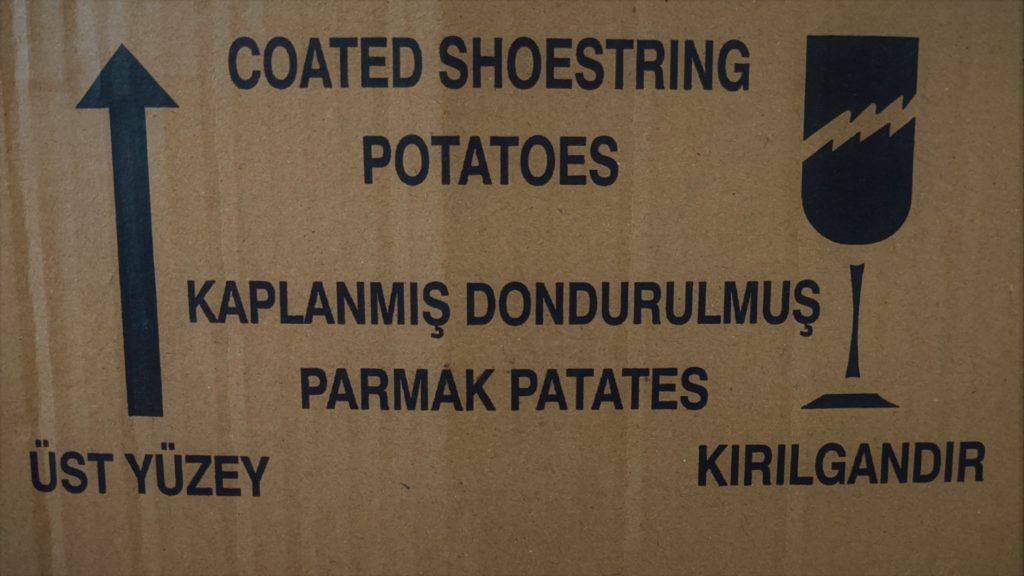 COATED SHOESTRING
POTATOES
KAPLANMIŞ DONDURULMUŞ
PARMAK PATATES
ÜST YÜZEY
KIRILGANDIR